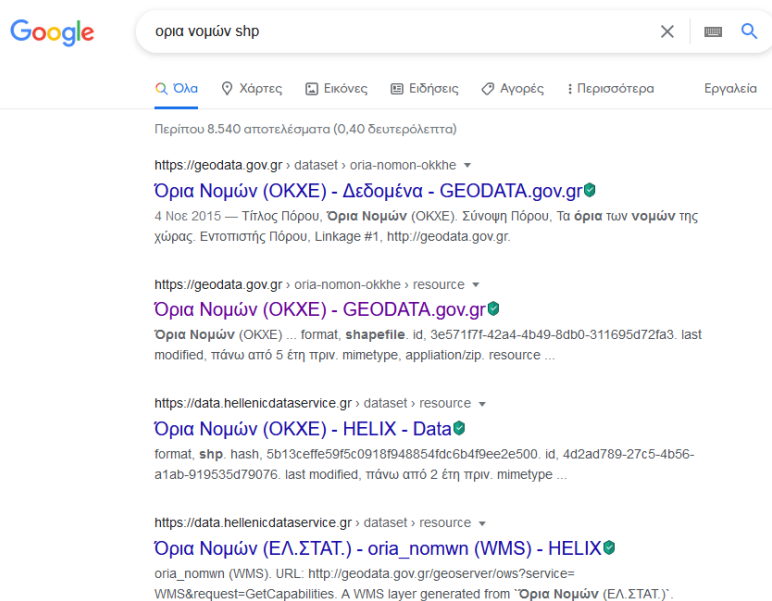 Google
ορια νομών shp
Όλα Χάρτες Εικόνες Ειδήσεις Αγορές Περισσότερα Εργαλεία
Περίπου 8.540 αποτελέσματα (0,40 δευτερόλεπτα)
https://geodata.gov.gr › dataset › oria-nomon-okkhe
Όρια Νομών (ΟΚΧΕ) - Δεδομένα - GEODATA.gov.gr
4 Νοε 2015 — Τίτλος Πόρου, Όρια Νομών (ΟΚΧΕ). Σύνοψη Πόρου, Τα όρια των νομών της
χώρας. Εντοπιστής Πόρου, Linkage #1, http://geodata.gov.gr.
https://geodata.gov.gr › oria-nomon-okkhe › resource
Όρια Νομών (ΟΚΧΕ) - GEODATA.gov.gr
Όρια Νομών (ΟΚΧΕ) ... format, shapefile. id, 3e571f7f-42a4-4b49-8db0-311695d72fa3. last
modified, πάνω από 5 έτη πριν. mimetype, appliation/zip. resource ...
https://data.hellenicdataservice.gr › dataset › resource
Όρια Νομών (ΟΚΧΕ) - HELIX - Data
format, shp. hash, 5b13ceffe59f5c0918f948854fdc6b4f9ee2e500. id, 4d2ad789-27c5-4b56-
a1ab-919535d79076. last modified, πάνω από 2 έτη πριν. mimetype ...
https://data.hellenicdataservice.gr › dataset › resource
Όρια Νομών (ΕΛ.ΣΤΑΤ.) - oria_nomwn (WMS) - HELIX
oria_nomwn (WMS). URL: http://geodata.gov.gr/geoserver/ows?service=
WMS&request=GetCapabilities. A WMS layer generated from `Όρια Νομών (ΕΛ.ΣΤΑΤ.)`.